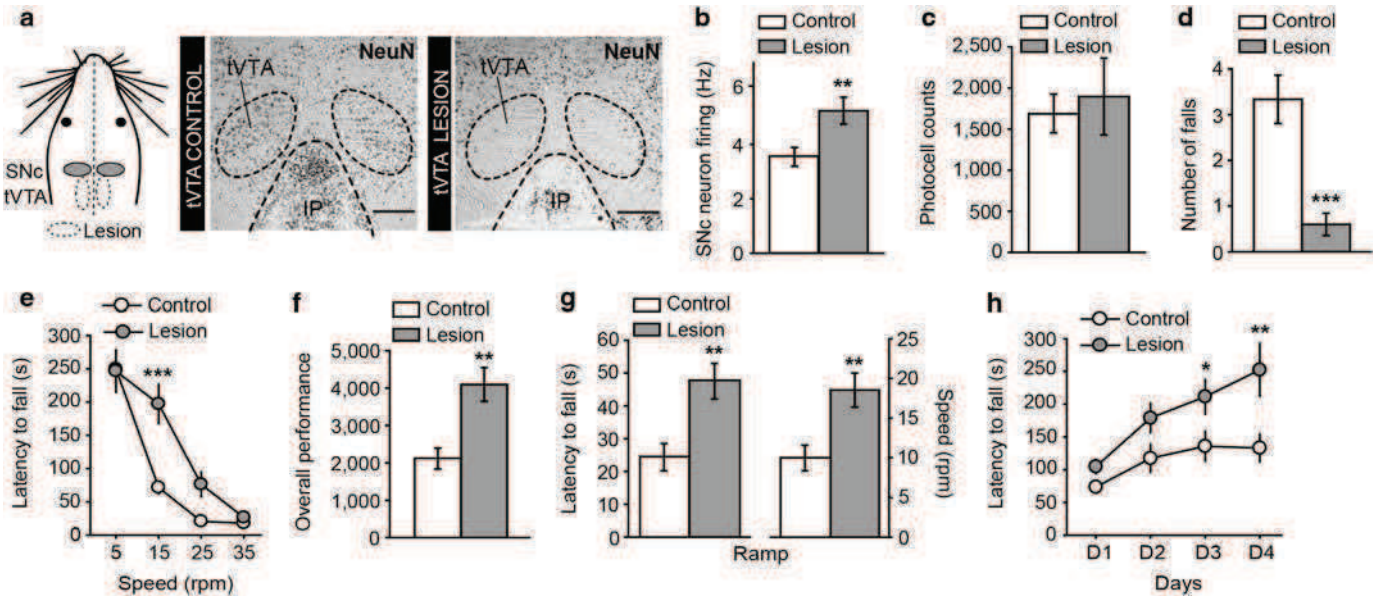 a
SNc
tVTA
Lesion
tVTA CONTROL
NeuN
tVTA
IP
tVTA LESION
NeuN
tVTA
IP
b
Control
Lesion
SNc neuron firing (Hz)
8
6
4
2
0
**
c
Photocell counts
2,500
2,000
1,500
1,000
500
0
d
Control
Lesion
Number of falls
4
3
2
1
0
***
e
Control
Lesion
Latency to fall (s)
300
250
200
150
100
50
0
***
5 15 25 35
Speed (rpm)
f
Control
Lesion
Overall performance
5,000
4,000
3,000
2,000
1,000
0
**
g
Control
Lesion
Latency to fall (s)
60
50
40
30
20
10
0
**
**
25
20
15
10
5
0
Speed (rpm)
Ramp
h
Control
Lesion
Latency to fall (s)
300
250
200
150
100
50
0
*
**
D1 D2 D3 D4
Days